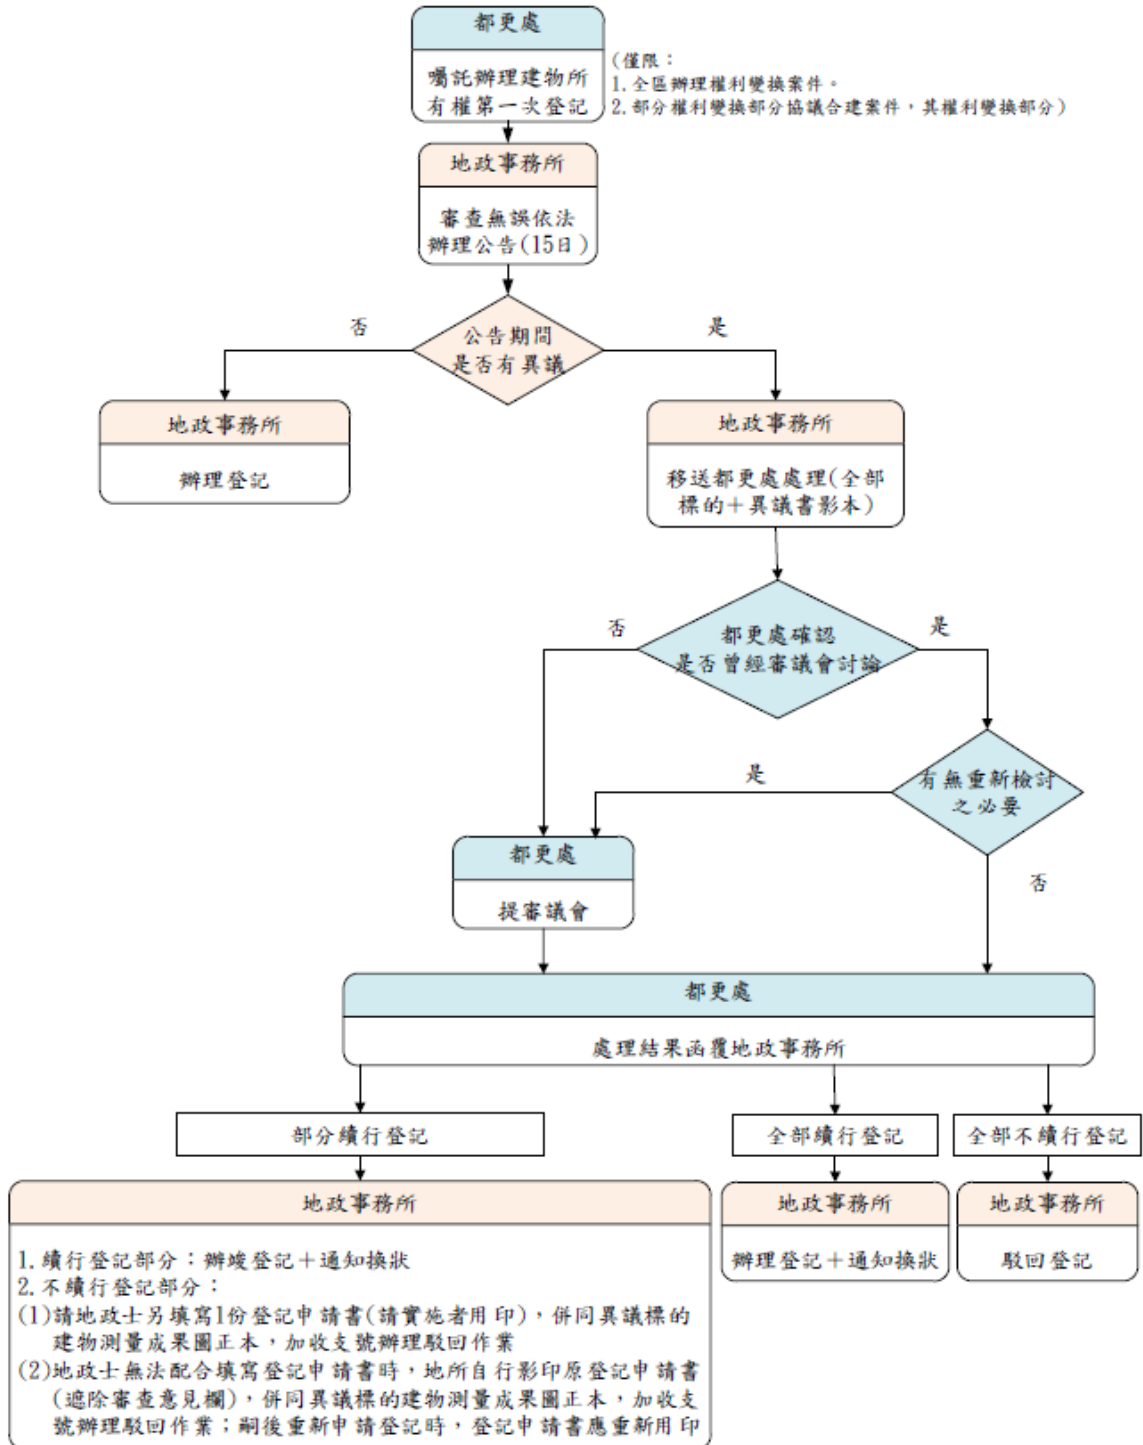 都更處
囑託辦理建物所
有權第一次登記
(僅限：
1.全區辦理權利變換案件。
2.部分權利變換部分協議合建案件，其權利變換部分)
地政事務所
審查無誤依法
辦理公告(15日)
公告期間
是否有異議
否
是
地政事務所
辦理登記
地政事務所
移送都更處處理(全部
標的＋異議書影本)
都更處確認
是否曾經審議會討論
否
是
有無重新檢討
之必要
是
否
都更處
提審議會
都更處
處理結果函覆地政事務所
部分續行登記
全部續行登記
全部不續行登記
地政事務所
1.續行登記部分：辦竣登記＋通知換狀
2.不續行登記部分：
(1)請地政士另填寫1份登記申請書(請實施者用印)，併同異議標的
建物測量成果圖正本，加收支號辦理駁回作業
(2)地政士無法配合填寫登記申請書時，地所自行影印原登記申請書
(遮除審查意見欄)，併同異議標的建物測量成果圖正本，加收支
號辦理駁回作業；嗣後重新申請登記時，登記申請書應重新用印
地政事務所
辦理登記＋通知換狀
地政事務所
駁回登記